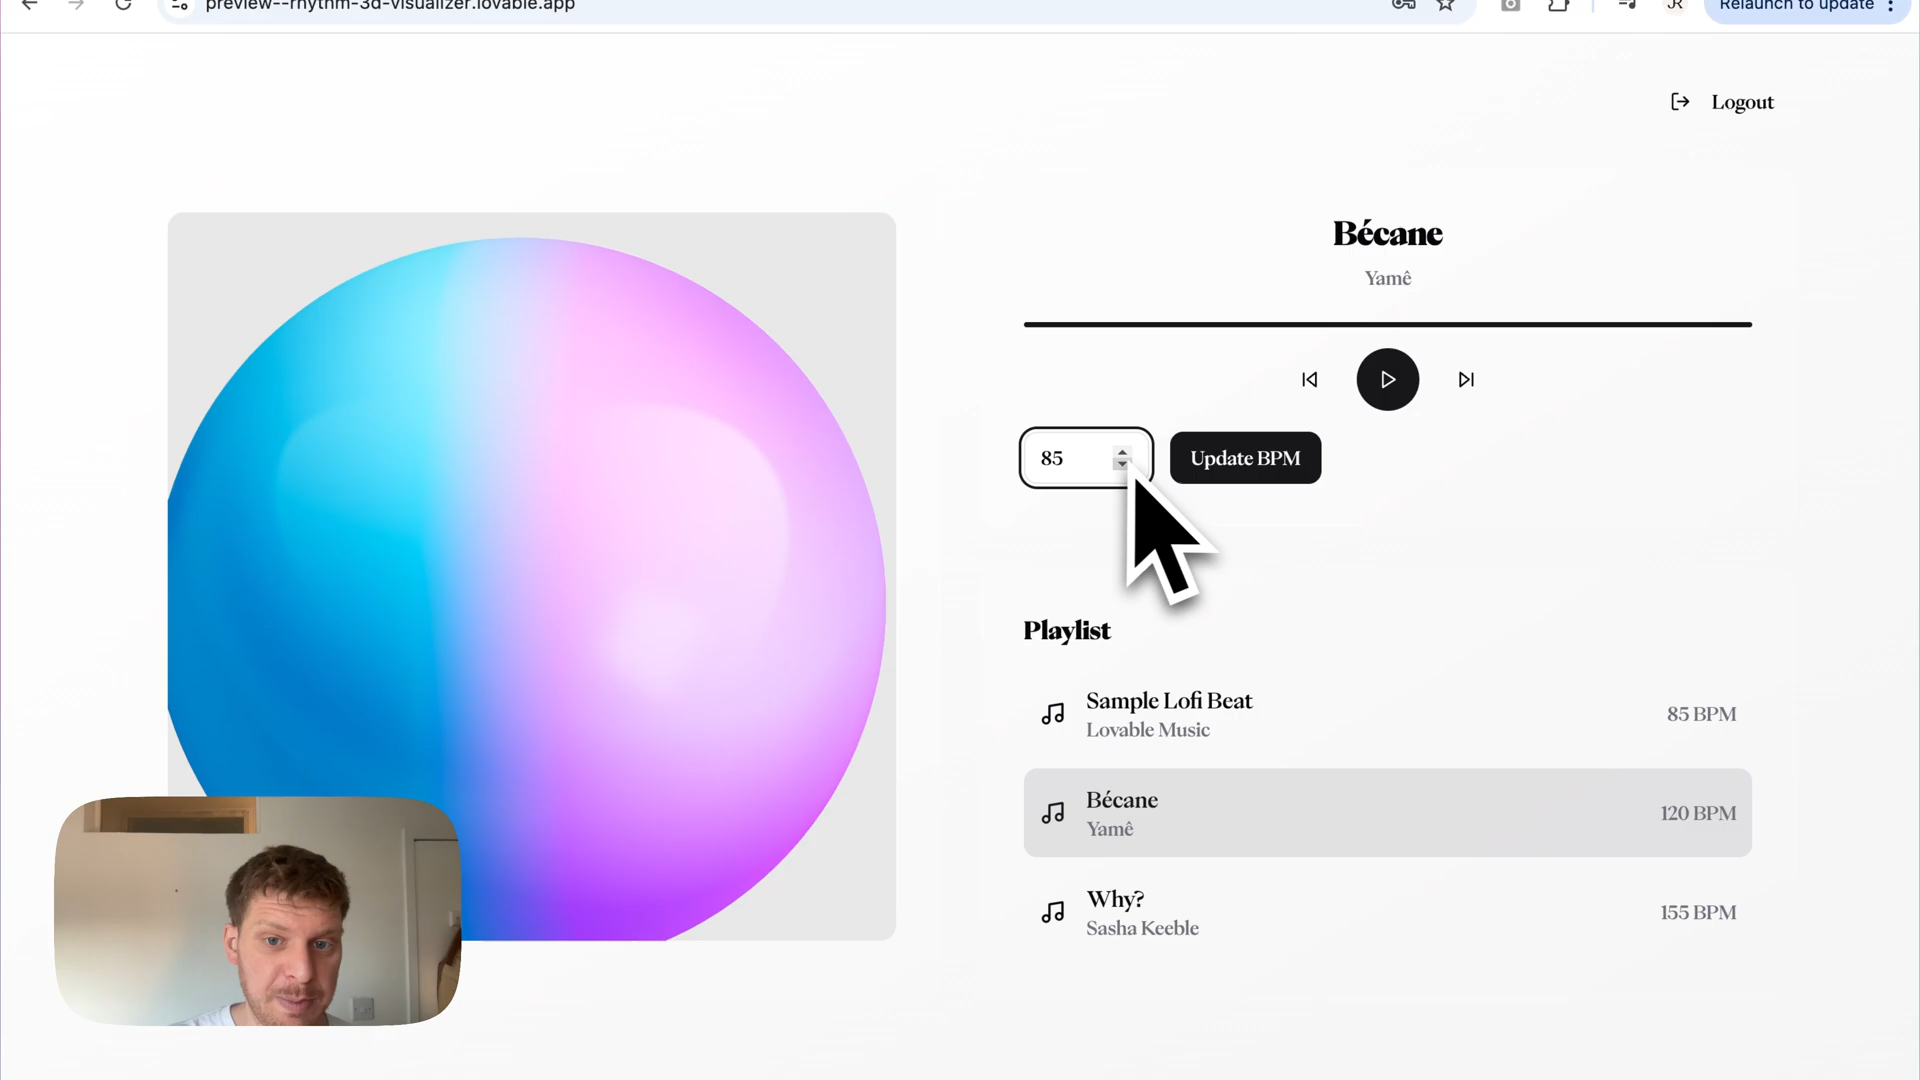 preview--rhythm-3d-visualizer.lovable.app
JR
Relaunch to update
Logout
Bécane
Yamê
85
Update BPM
Playlist
Sample Lofi Beat
Lovable Music
85 BPM
Bécane
Yamê
120 BPM
Why?
Sasha Keeble
155 BPM